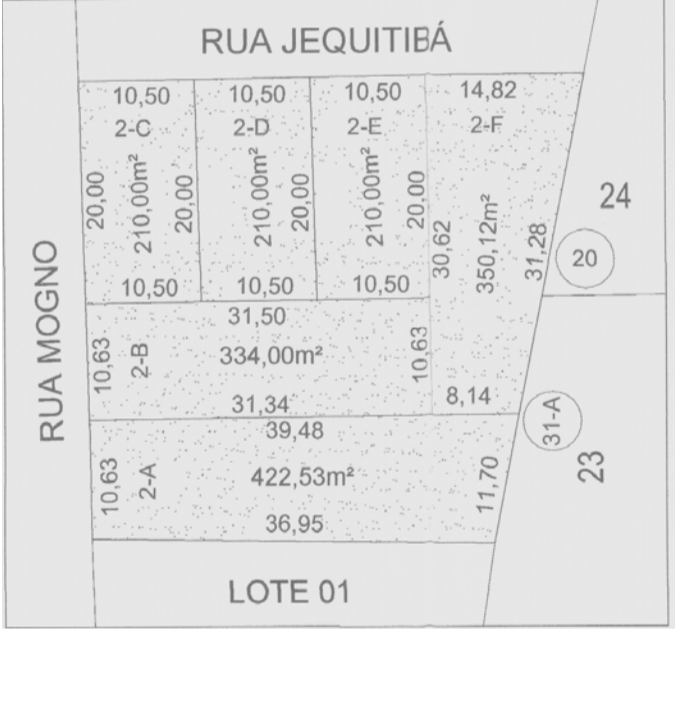 RUA JEQUITIBÁ
10,50
10,50
10,50
14,82
2-C
2-D
2-E
2-F
20,00
210,00m²
20,00
210,00m²
20,00
210,00m²
20,00
30,62
350,12m²
31,28
24
20
10,50
10,50
10,50
RUA MOGNO
31,50
10,63
2-B
334,00m²
10,63
31,34
8,14
31-A
23
39,48
10,63
2-A
422,53m²
11,70
36,95
LOTE 01